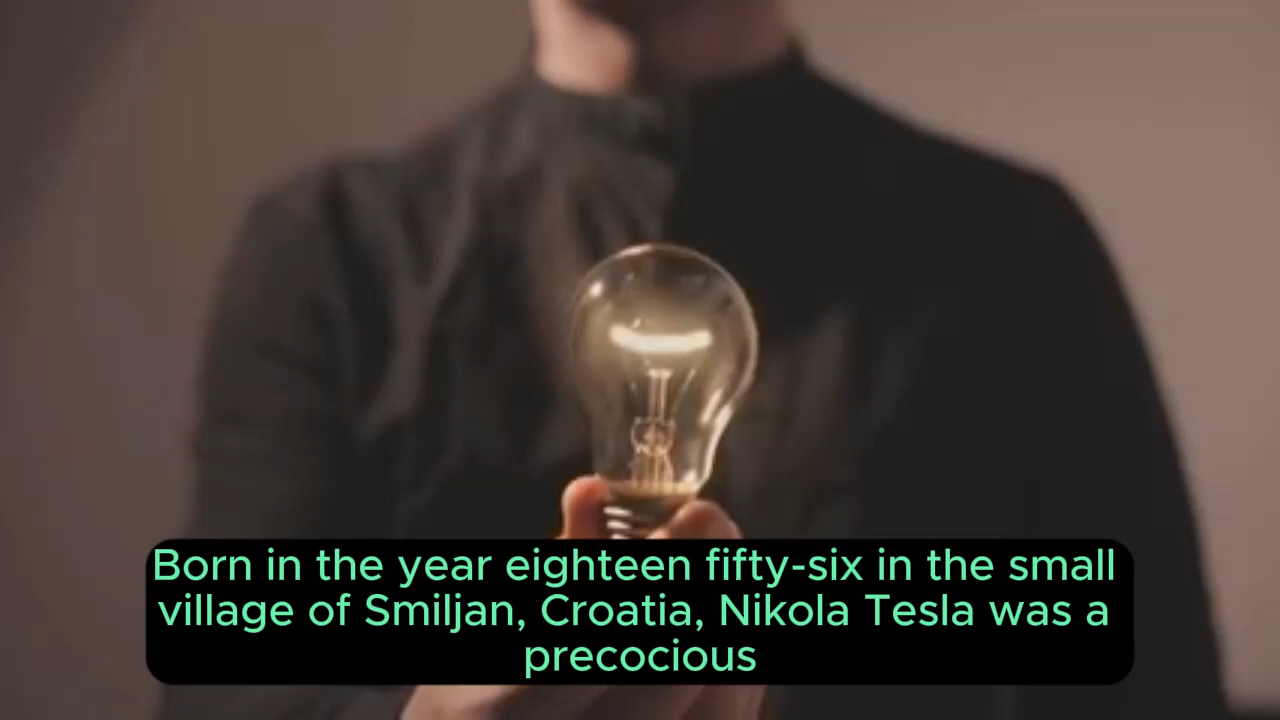 Born in the year eighteen fifty-six in the small
village of Smiljan, Croatia, Nikola Tesla was a
precocious